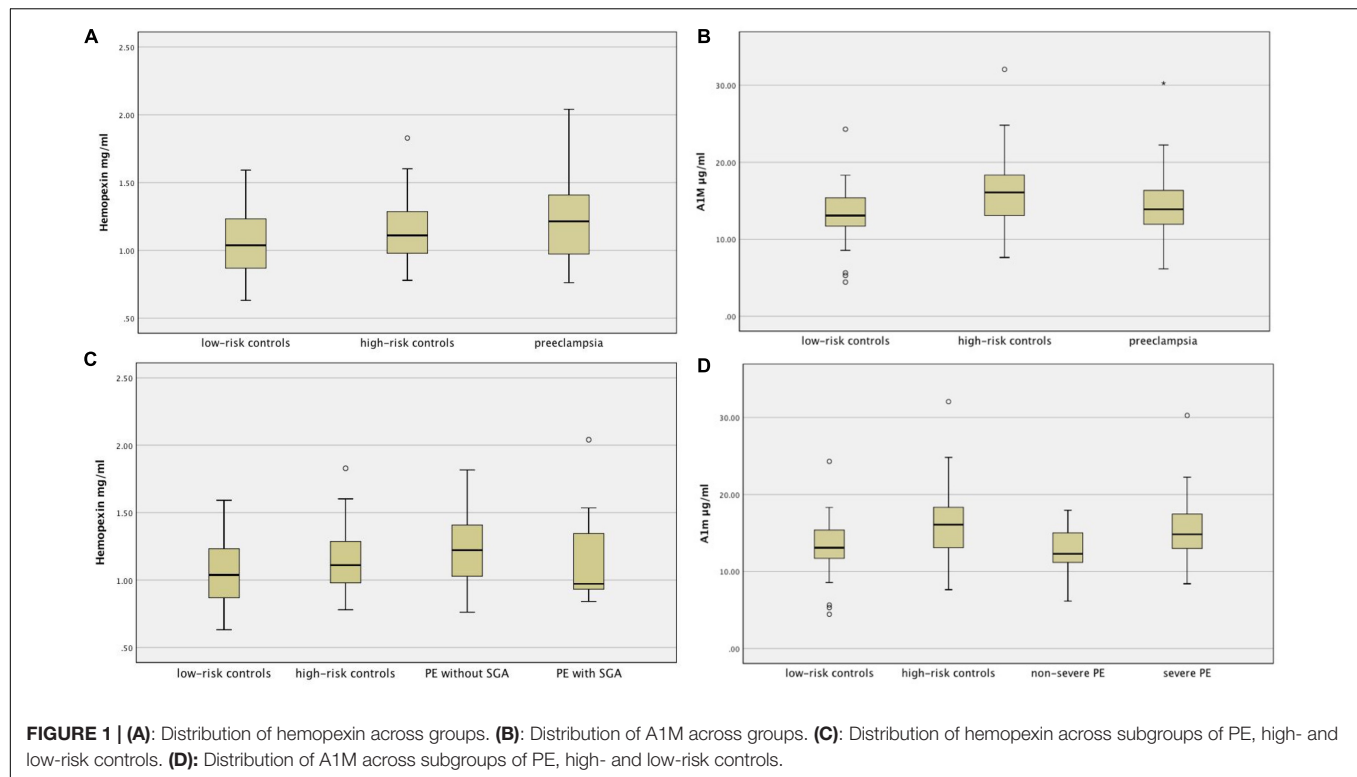 A
2.50
2.00
1.50
1.00
.50
Hemopexin mg/ml
low-risk controls high-risk controls preeclampsia
B
30.00
20.00
10.00
.00
A1M µg/ml
*
low-risk controls high-risk controls preeclampsia
C
2.50
2.00
1.50
1.00
.50
Hemopexin mg/ml
low-risk controls high-risk controls PE without SGA PE with SGA
D
30.00
20.00
10.00
.00
A1m µg/ml
low-risk controls high-risk controls non-severe PE severe PE
FIGURE 1 | (A): Distribution of hemopexin across groups. (B): Distribution of A1M across groups. (C): Distribution of hemopexin across subgroups of PE, high- and
low-risk controls. (D): Distribution of A1M across subgroups of PE, high- and low-risk controls.